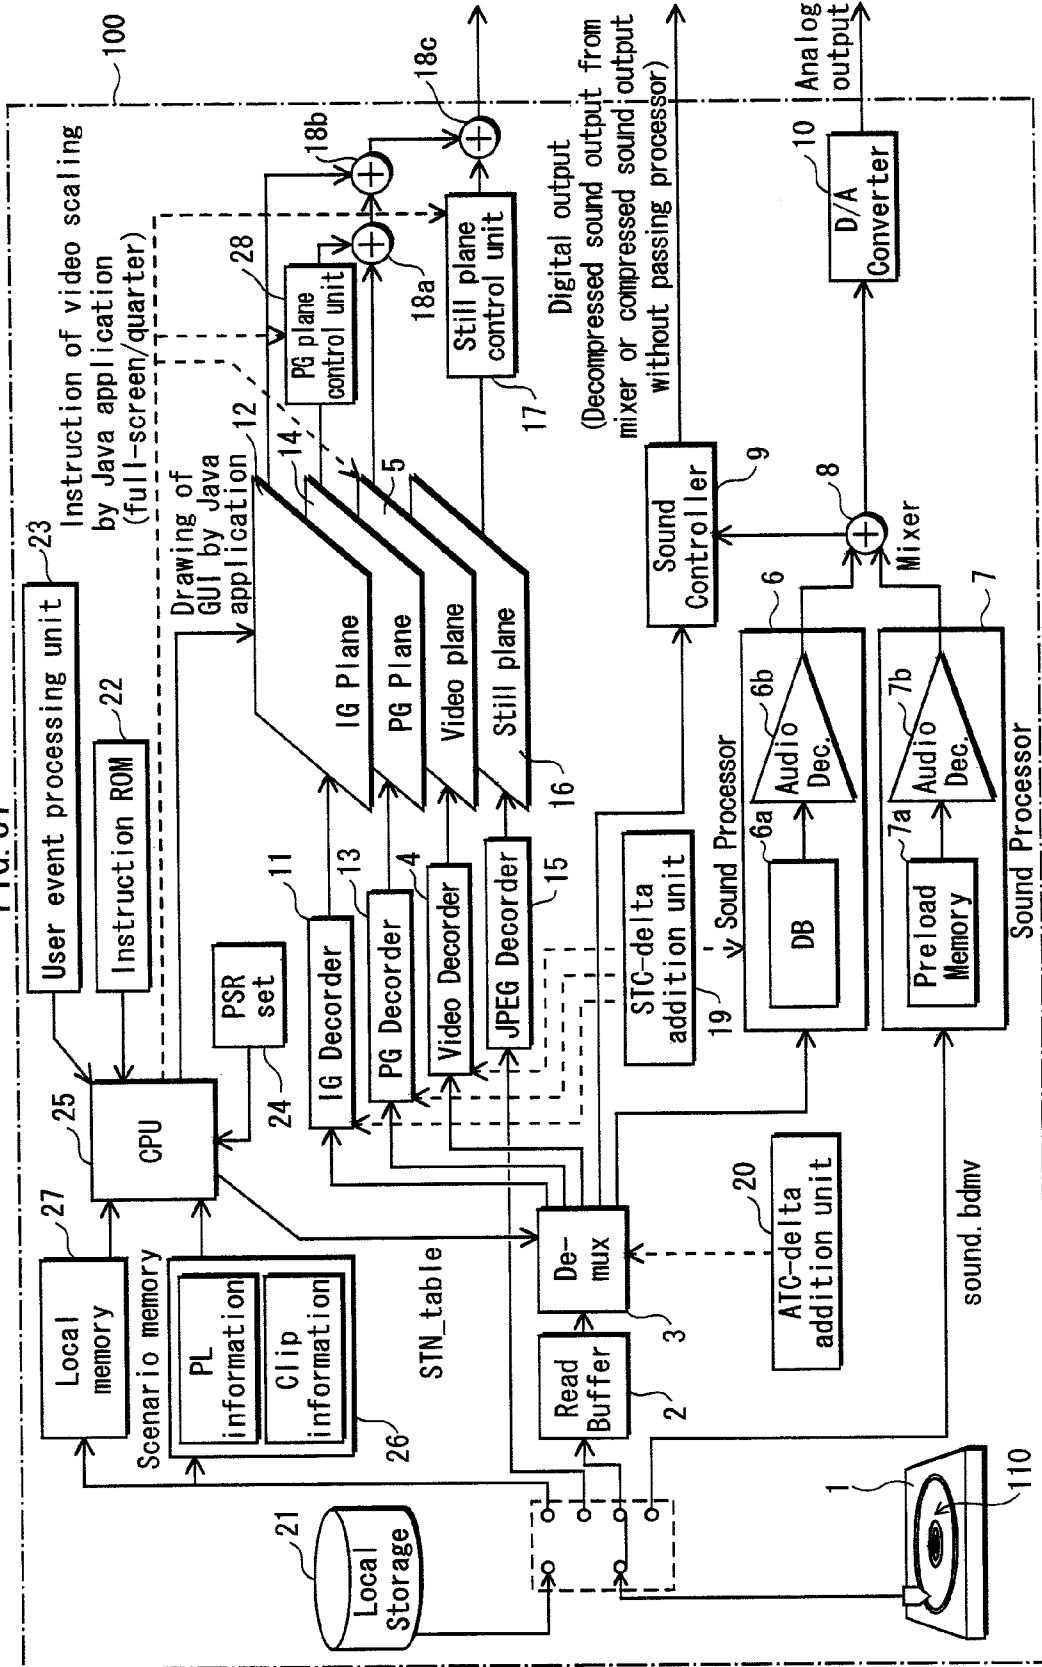 100
Instruction of video scaling
by Java application
(full-screen/quarter)
23
User event processing unit
22
Instruction ROM
PSR
set
24
25
CPU
27
Local
memory
Scenario memory
PL
information
Clip
information
26
21
Local
Storage
STN_table
Drawing of
GUI by Java
application
12
14
5
IG Plane
PG Plane
Video plane
Still plane
16
28
PG plane
control unit
18a
18b
18c
Still plane
control unit
17
11
IG Decorder
13
PG Decorder
4
Video Decorder
JPEG Decorder
15
De-
mux
3
Read
Buffer
2
STC-delta
addition unit
19
20
ATC-delta
addition unit
Digital output
(Decompressed sound output from
mixer or compressed sound output
without passing processor)
Sound
Controller
9
8
Mixer
10
D/A
Converter
Analog
output
Sound Processor
6
6a
DB
6b
Audio
Dec.
7
7a
Preload
Memory
7b
Audio
Dec.
Sound Processor
sound.bdmv
1
110